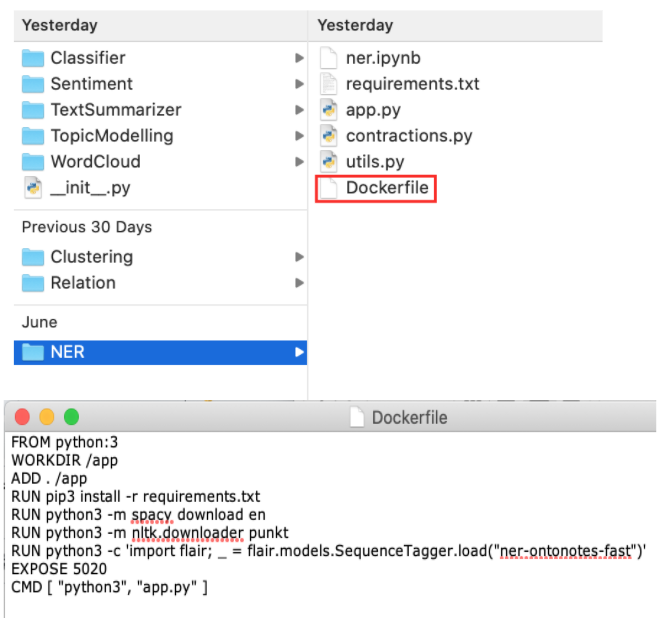 Yesterday
Classifier
Sentiment
TextSummarizer
TopicModelling
WordCloud
__init__.py
Previous 30 Days
Clustering
Relation
June
NER
Yesterday
ner.ipynb
requirements.txt
app.py
contractions.py
utils.py
Dockerfile
Dockerfile
FROM python:3
WORKDIR /app
ADD . /app
RUN pip3 install -r requirements.txt
RUN python3 -m spacy download en
RUN python3 -m nltk.downloader punkt
RUN python3 -c 'import flair; _ = flair.models.SequenceTagger.load("ner-ontonotes-fast")'
EXPOSE 5020
CMD [ "python3", "app.py" ]